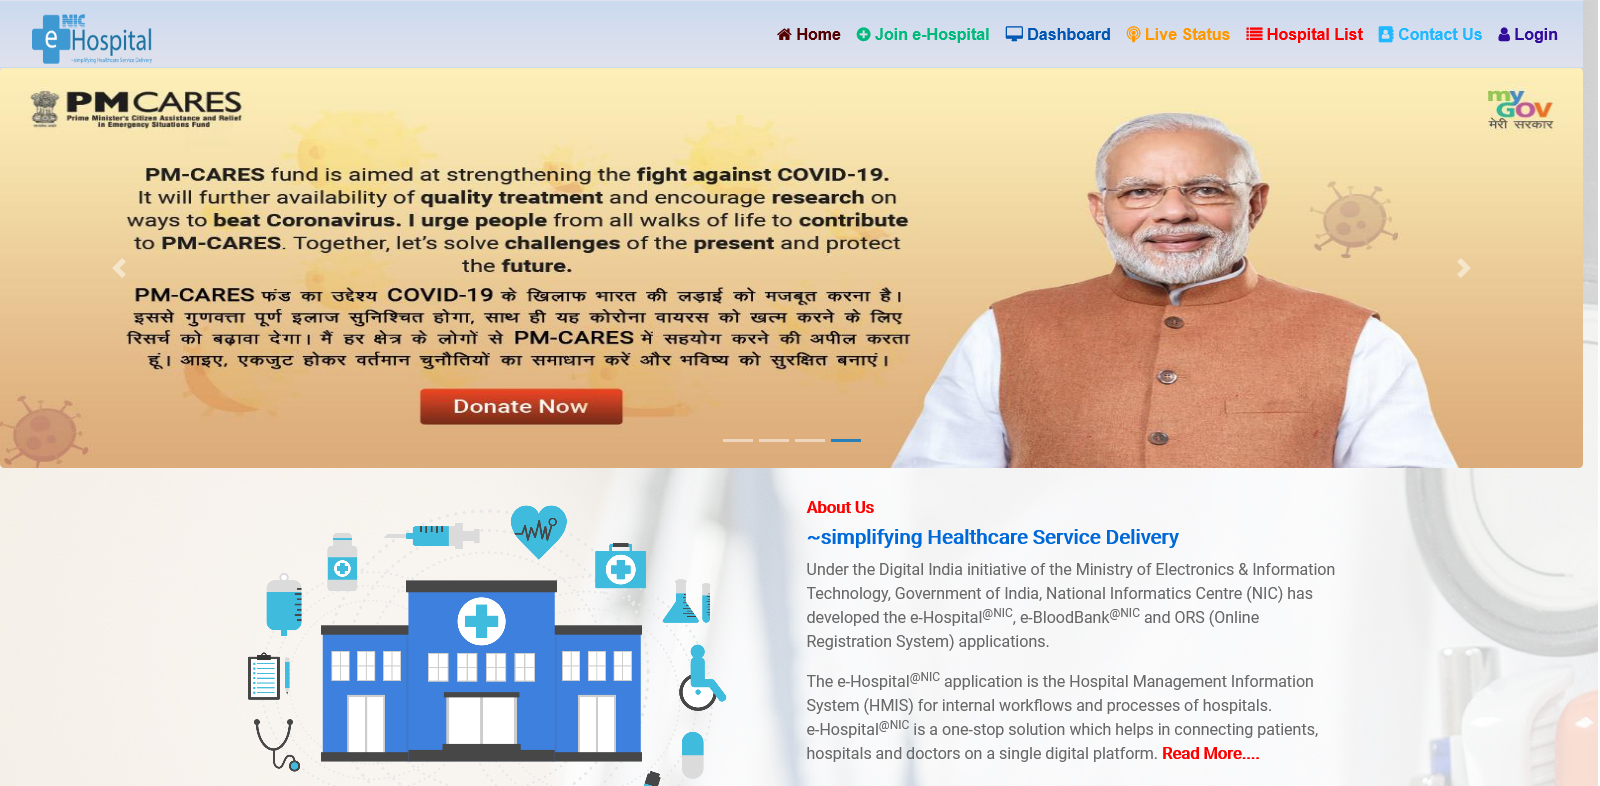 NIC
e Hospital
~simplifying Healthcare Service Delivery
Home Join e-Hospital Dashboard Live Status Hospital List Contact Us Login
PM CARES
Prime Minister's Citizen Assistance and Relief
in Emergency Situations Fund
my
GOV
मेरी सरकार
PM-CARES fund is aimed at strengthening the fight against COVID-19.
It will further availability of quality treatment and encourage research on
ways to beat Coronavirus. I urge people from all walks of life to contribute
to PM-CARES. Together, let's solve challenges of the present and protect
the future.
PM-CARES फंड का उद्देश्य COVID-19 के खिलाफ भारत की लड़ाई को मजबूत करना है।
इससे गुणवत्ता पूर्ण इलाज सुनिश्चित होगा, साथ ही यह कोरोना वायरस को खत्म करने के लिए
रिसर्च को बढ़ावा देगा। मैं हर क्षेत्र के लोगों से PM-CARES में सहयोग करने की अपील करता
हूं। आइए, एकजुट होकर वर्तमान चुनौतियों का समाधान करें और भविष्य को सुरक्षित बनाएं।
Donate Now
About Us
~simplifying Healthcare Service Delivery
Under the Digital India initiative of the Ministry of Electronics & Information
Technology, Government of India, National Informatics Centre (NIC) has
developed the e-Hospital@NIC, e-BloodBank@NIC and ORS (Online
Registration System) applications.
The e-Hospital@NIC application is the Hospital Management Information
System (HMIS) for internal workflows and processes of hospitals.
e-Hospital@NIC is a one-stop solution which helps in connecting patients,
hospitals and doctors on a single digital platform. Read More....